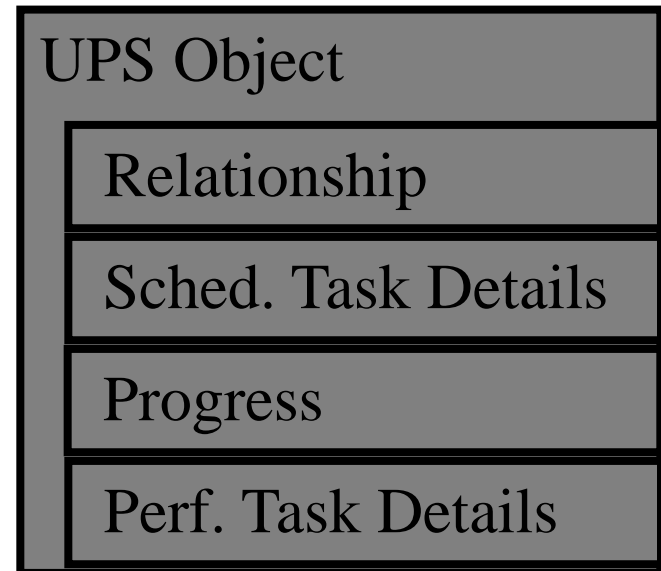 UPS Object
Relationship
Sched. Task Details
Progress
Perf. Task Details